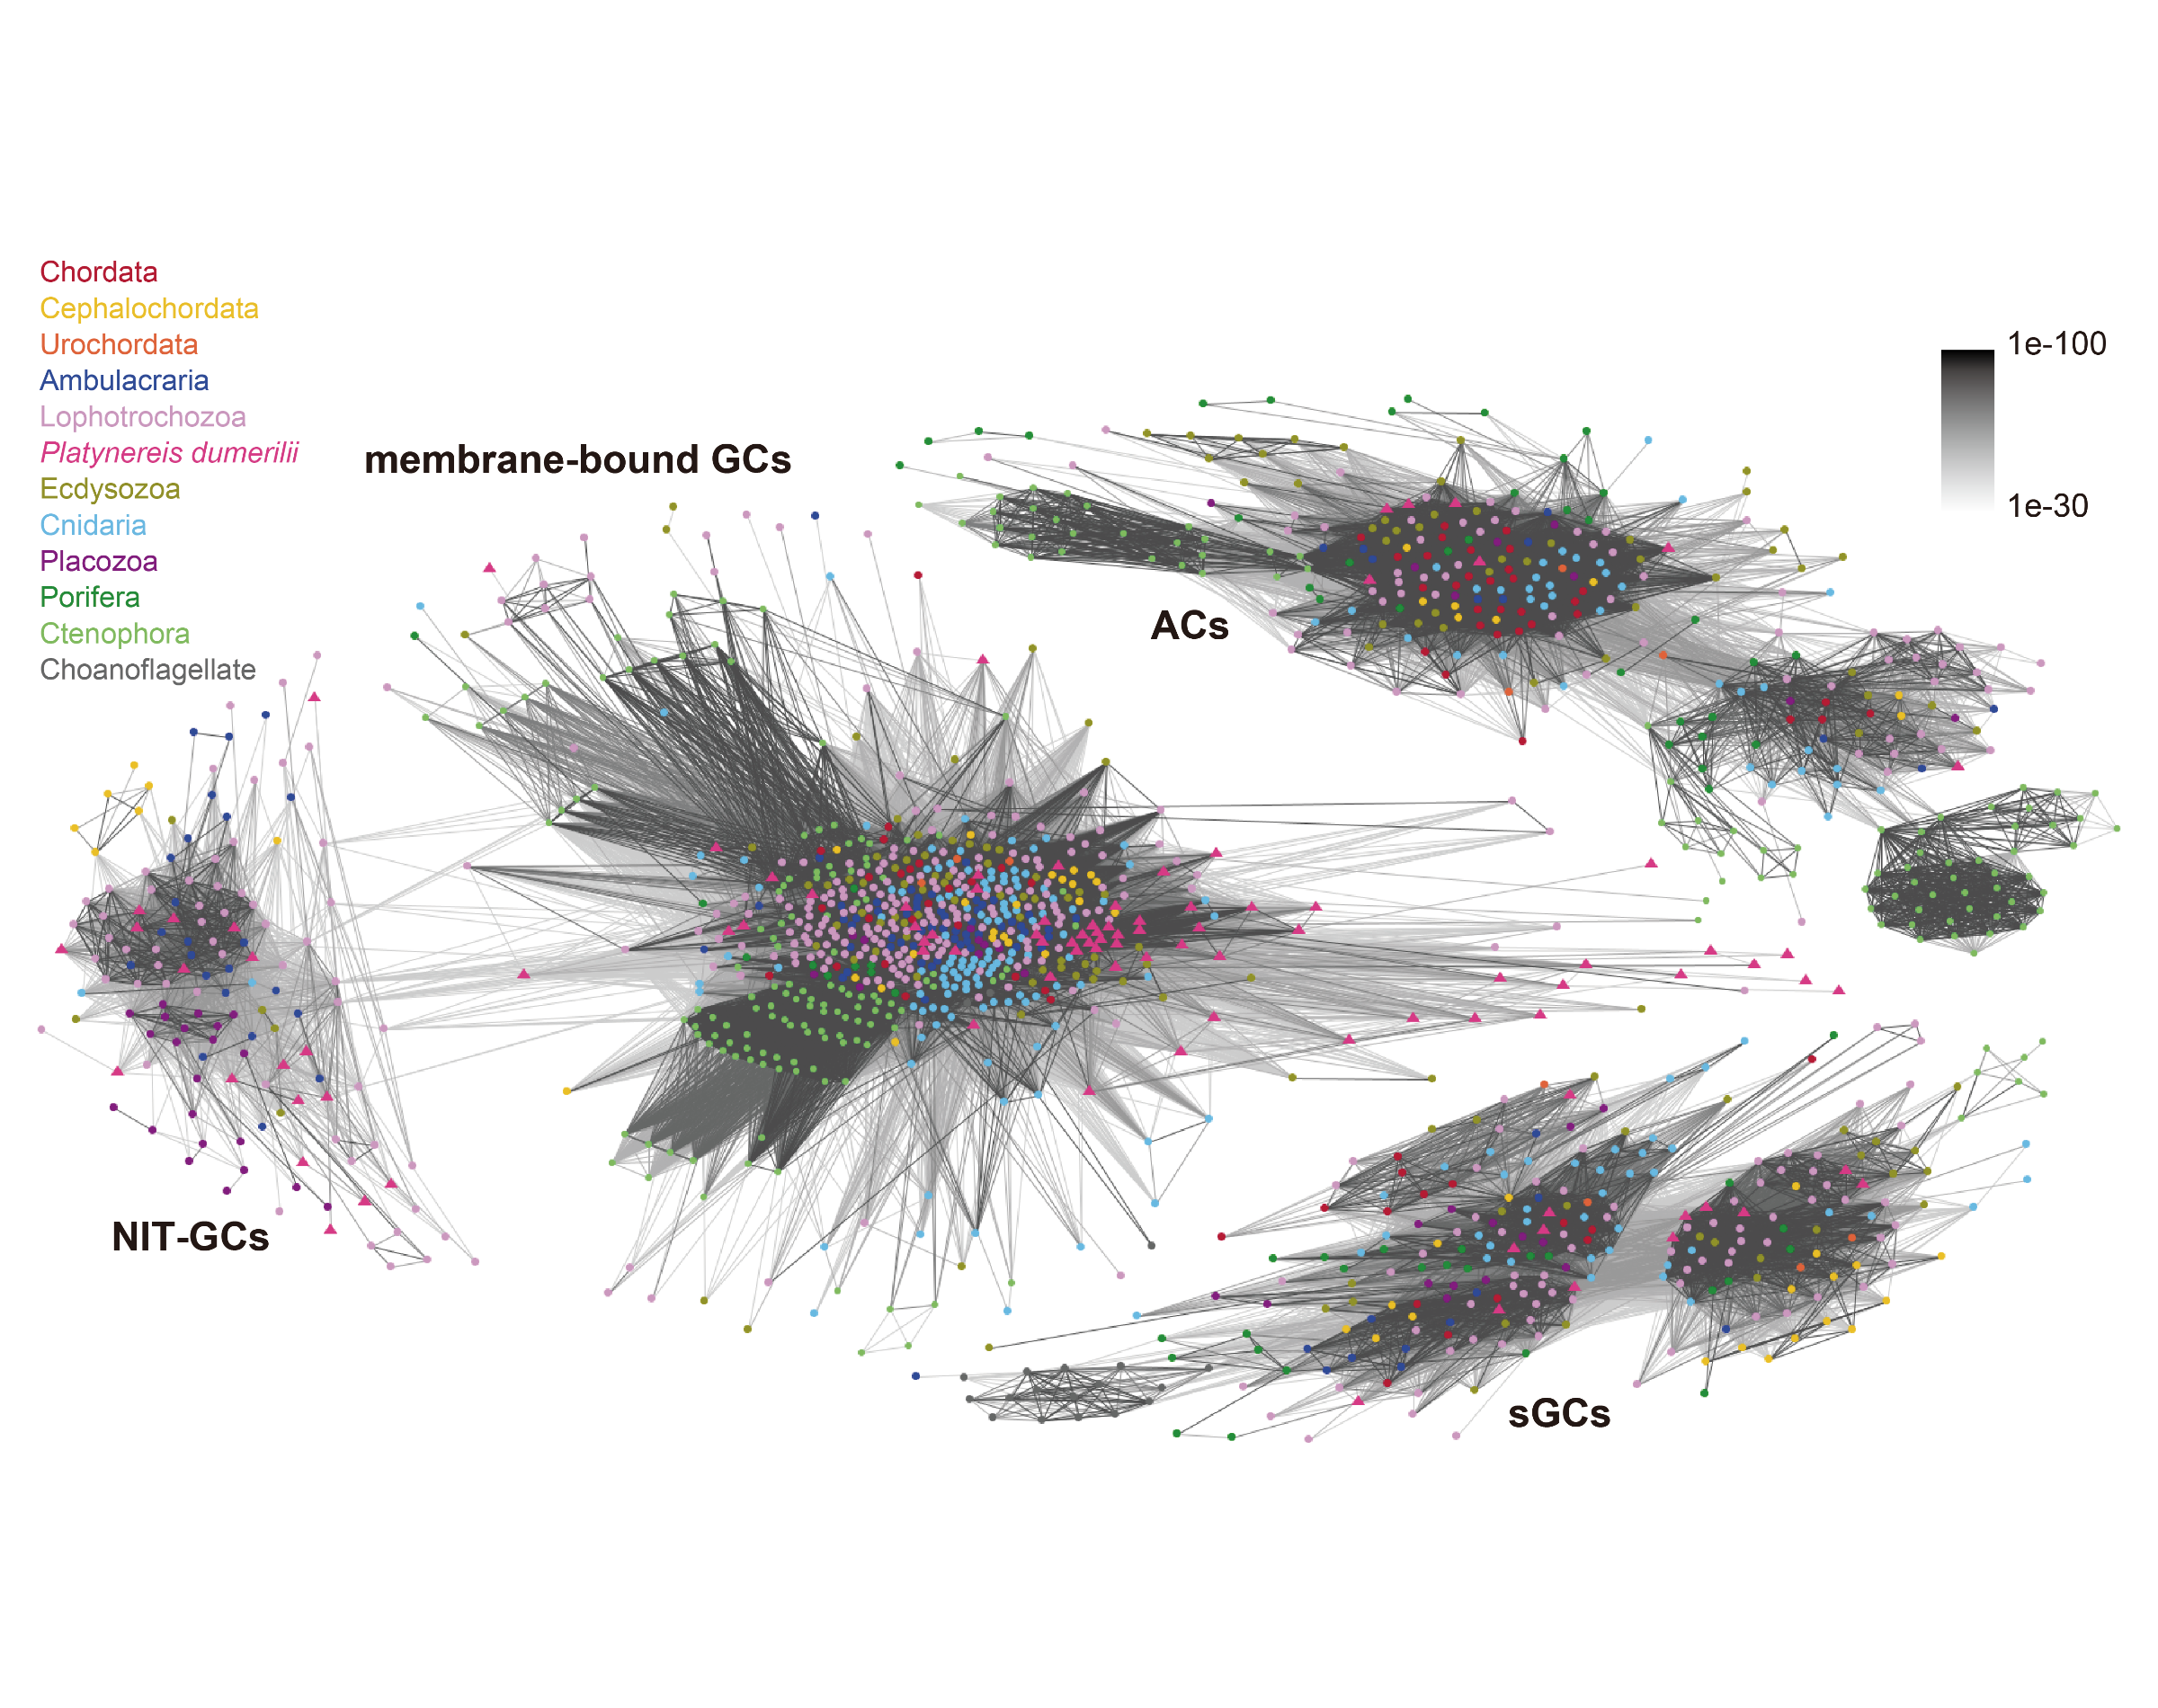 Chordata
Cephalochordata
Urochordata
Ambulacraria
Lophotrochozoa
Platynereis dumerilii
Ecdysozoa
Cnidaria
Placozoa
Porifera
Ctenophora
Choanoflagellate
membrane-bound GCs
ACs
1e-100
1e-30
NIT-GCs
sGCs